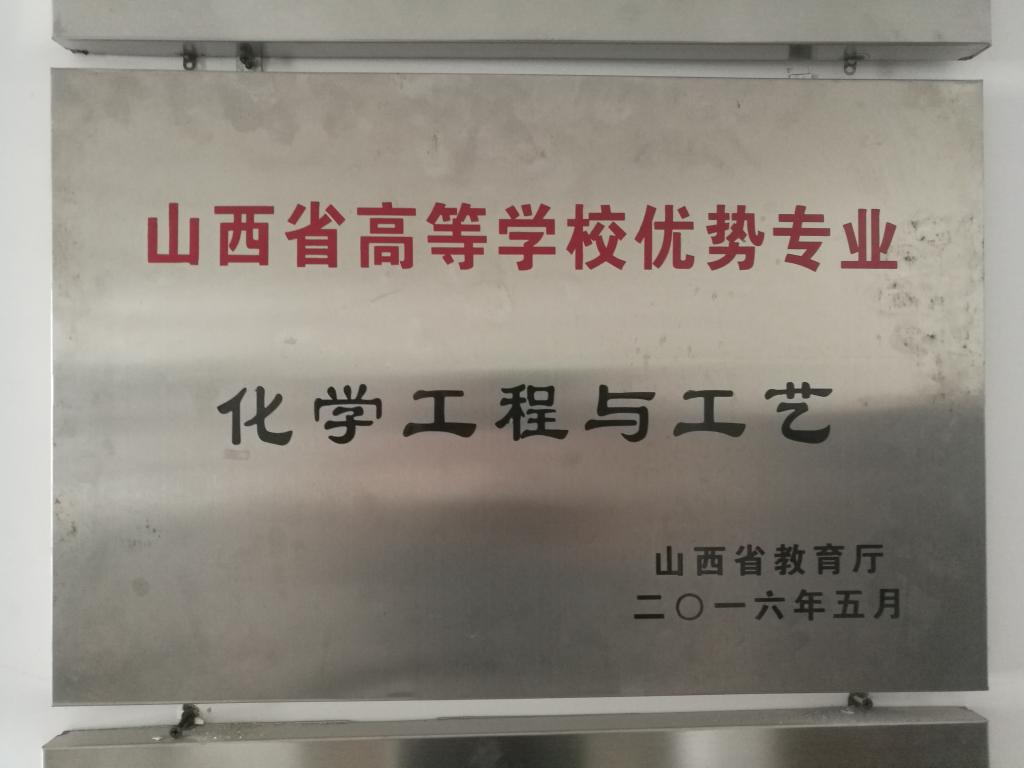 山西省高等学校优势专业
化学工程与工艺
山西省教育厅
二〇一六年五月